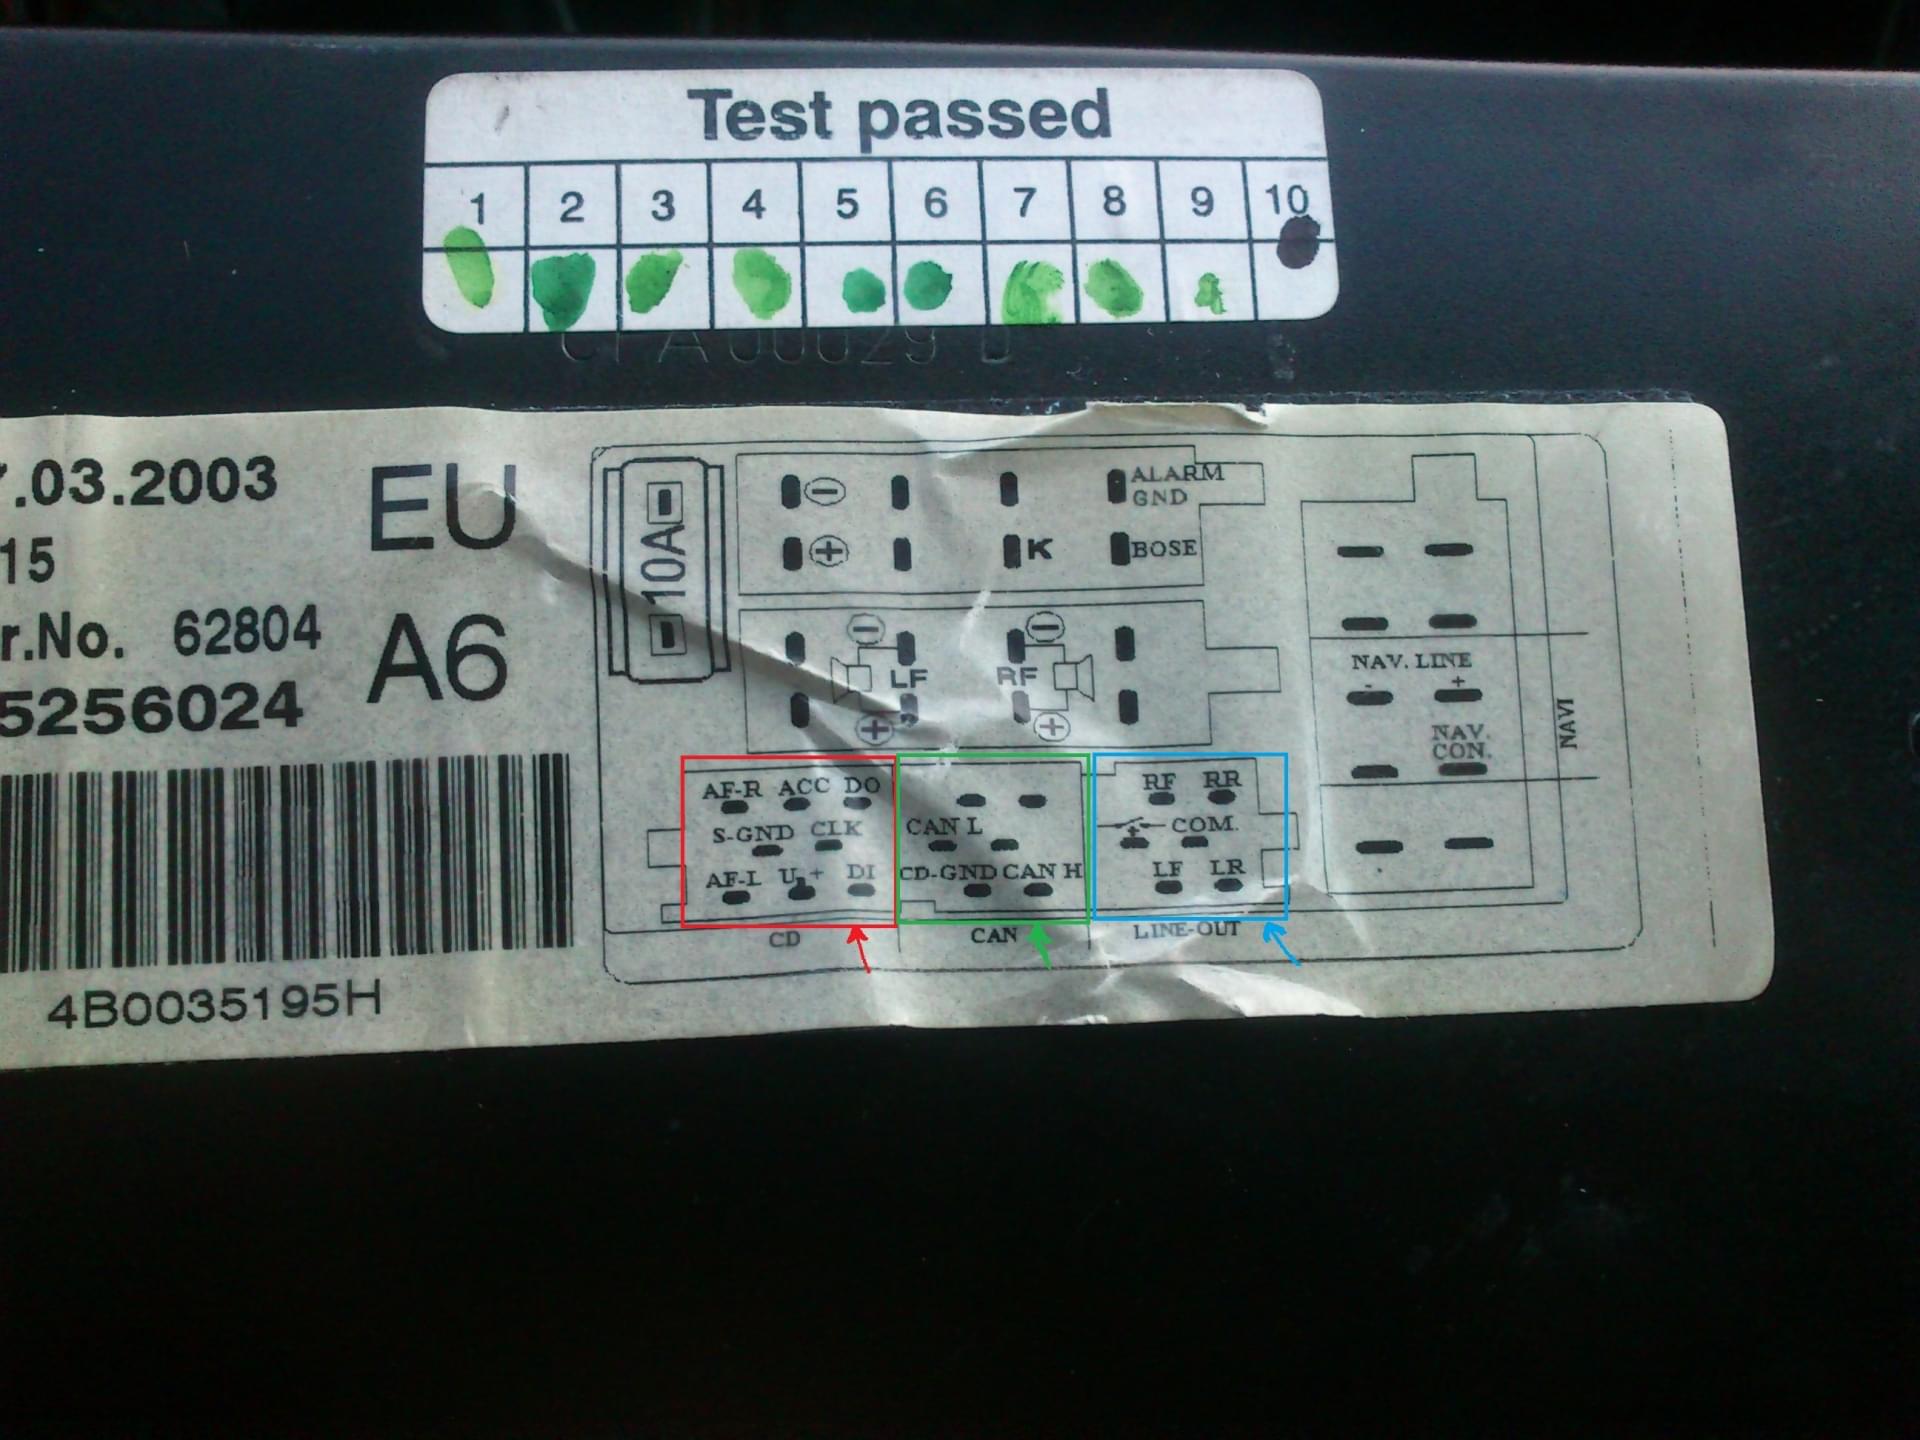 Test passed
1 2 3 4 5 6 7 8 9 10
.03.2003
15
r.No. 62804
5256024
EU
A6
4B0035195H
10A
- ALARM
GND
+ K BOSE
- -
LF RF
+ +
AF-R ACC DO
S-GND CLK
AF-L DI
CD
CAN L
CD-GND CAN H
CAN
RF RR
+ COM.
LF LR
LINE-OUT
NAV. LINE
- +
NAV.
CON.
NAVI